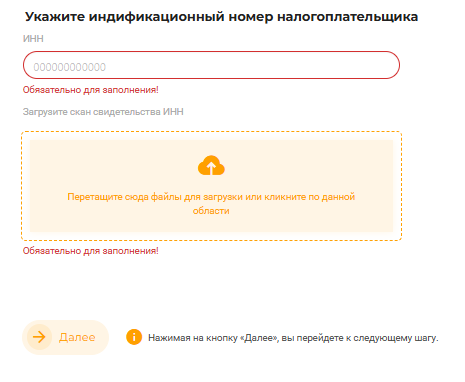 Укажите индификационный номер налогоплательщика
ИНН
000000000000
Обязательно для заполнения!
Загрузите скан свидетельства ИНН
Перетащите сюда файлы для загрузки или кликните по данной
области
Обязательно для заполнения!
Далее
Нажимая на кнопку «Далее», вы перейдете к следующему шагу.